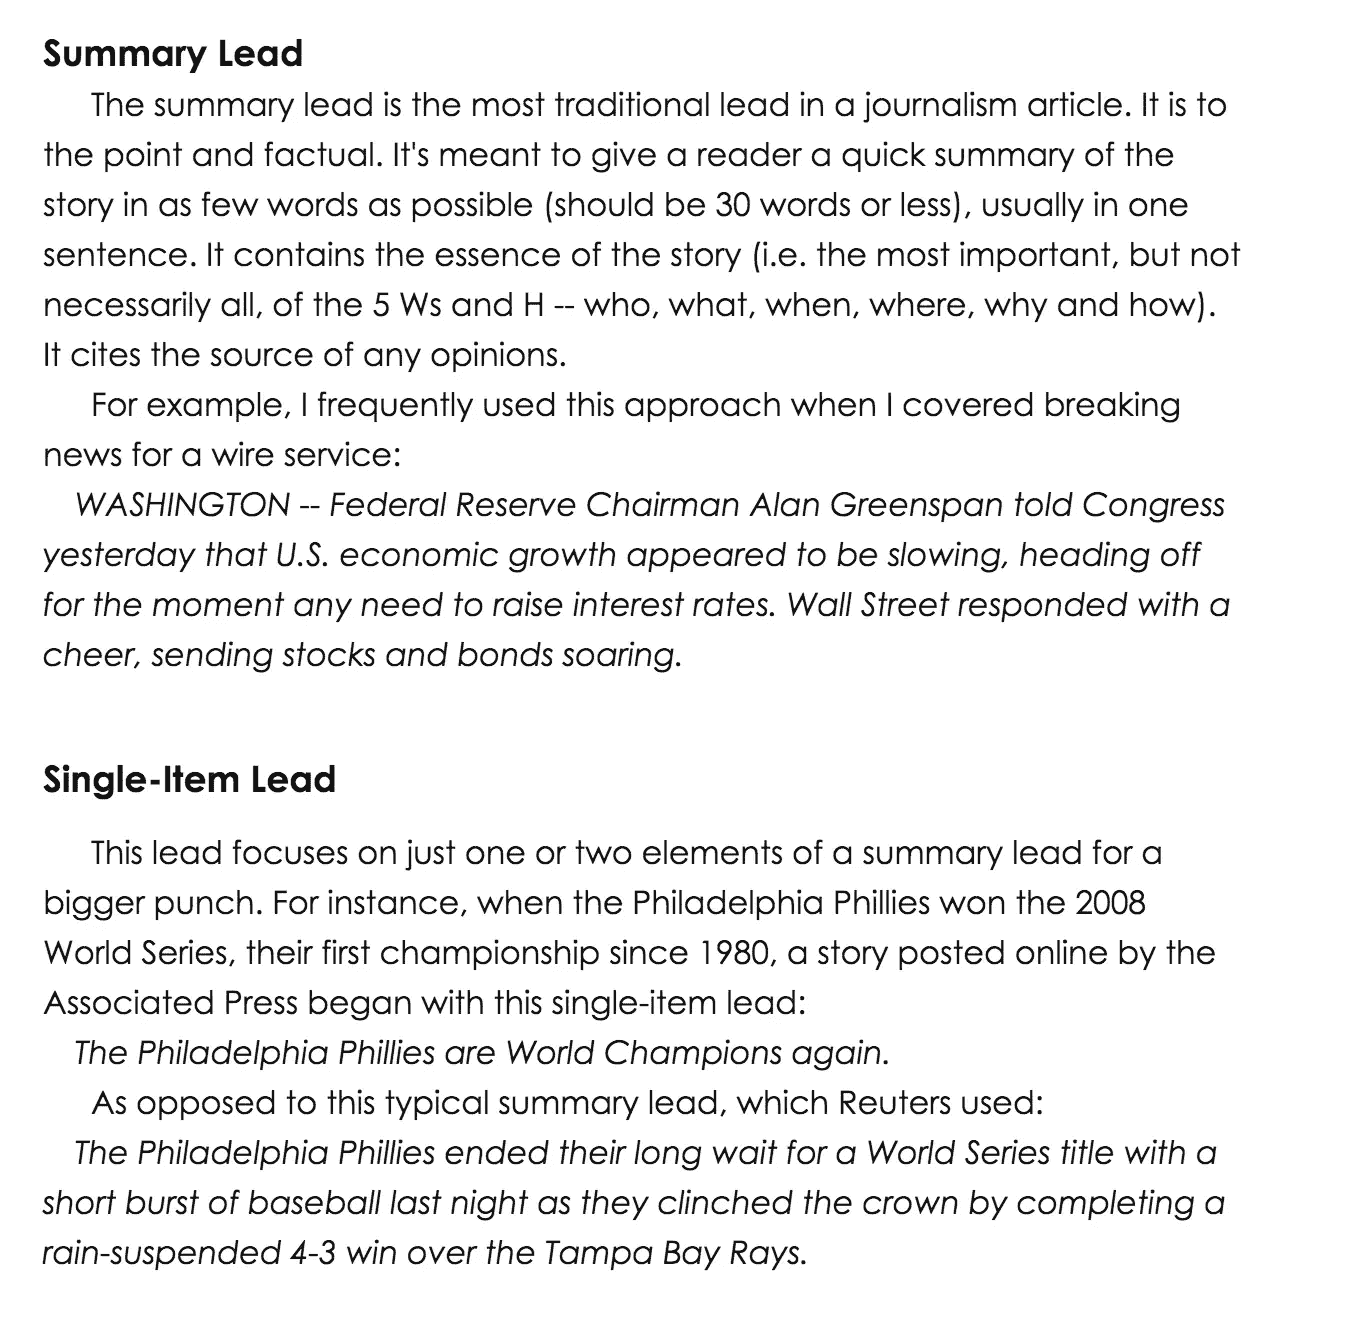 Summary Lead
The summary lead is the most traditional lead in a journalism article. It is to
the point and factual. It's meant to give a reader a quick summary of the
story in as few words as possible (should be 30 words or less), usually in one
sentence. It contains the essence of the story (i.e. the most important, but not
necessarily all, of the 5 Ws and H -- who, what, when, where, why and how).
It cites the source of any opinions.
For example, I frequently used this approach when I covered breaking
news for a wire service:
WASHINGTON -- Federal Reserve Chairman Alan Greenspan told Congress
yesterday that U.S. economic growth appeared to be slowing, heading off
for the moment any need to raise interest rates. Wall Street responded with a
cheer, sending stocks and bonds soaring.
Single-Item Lead
This lead focuses on just one or two elements of a summary lead for a
bigger punch. For instance, when the Philadelphia Phillies won the 2008
World Series, their first championship since 1980, a story posted online by the
Associated Press began with this single-item lead:
The Philadelphia Phillies are World Champions again.
As opposed to this typical summary lead, which Reuters used:
The Philadelphia Phillies ended their long wait for a World Series title with a
short burst of baseball last night as they clinched the crown by completing a
rain-suspended 4-3 win over the Tampa Bay Rays.